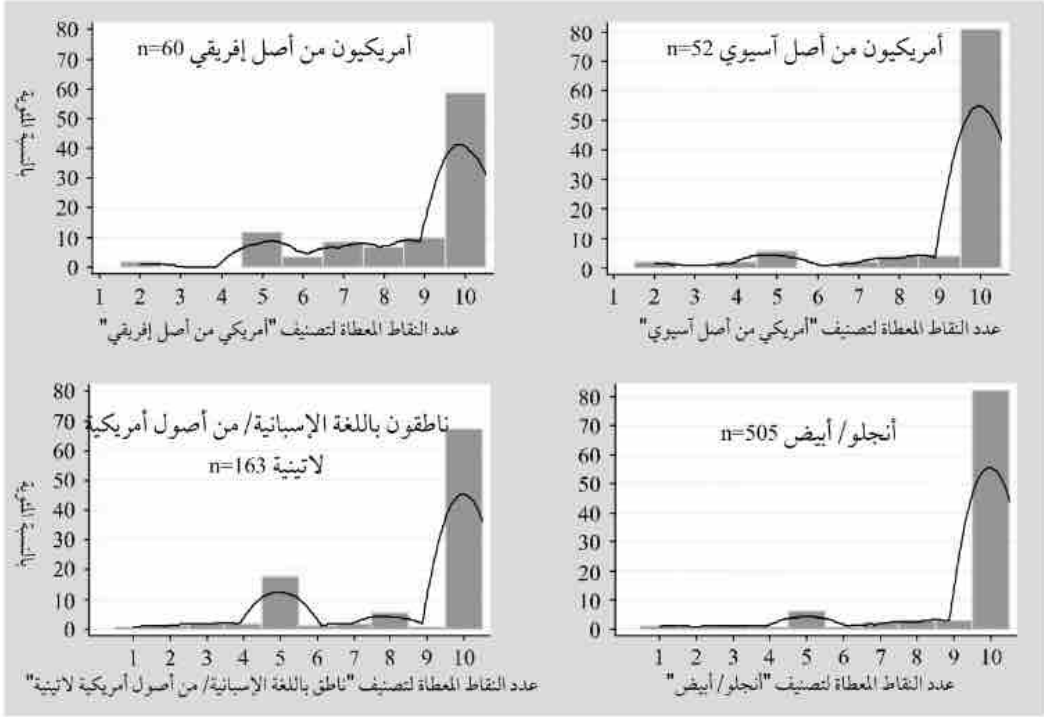 أمريكيون من أصل إفريقي n=60
80
70
60
50
40
30
20
10
0
بالنسبة المئوية
1 2 3 4 5 6 7 8 9 10
عدد النقاط المعطاة لتصنيف "أمريكي من أصل إفريقي"
أمريكيون من أصل آسيوي n=52
80
70
60
50
40
30
20
10
0
1 2 3 4 5 6 7 8 9 10
عدد النقاط المعطاة لتصنيف "أمريكي من أصل آسيوي"
ناطقون باللغة الإسبانية/ من أصول أمريكية
لاتينية n=163
80
70
60
50
40
30
20
10
0
بالنسبة المئوية
1 2 3 4 5 6 7 8 9 10
عدد النقاط المعطاة لتصنيف "ناطق باللغة الإسبانية/ من أصول أمريكية لاتينية"
أنجلو/ أبيض n=505
80
70
60
50
40
30
20
10
0
1 2 3 4 5 6 7 8 9 10
عدد النقاط المعطاة لتصنيف "أنجلو/ أبيض"